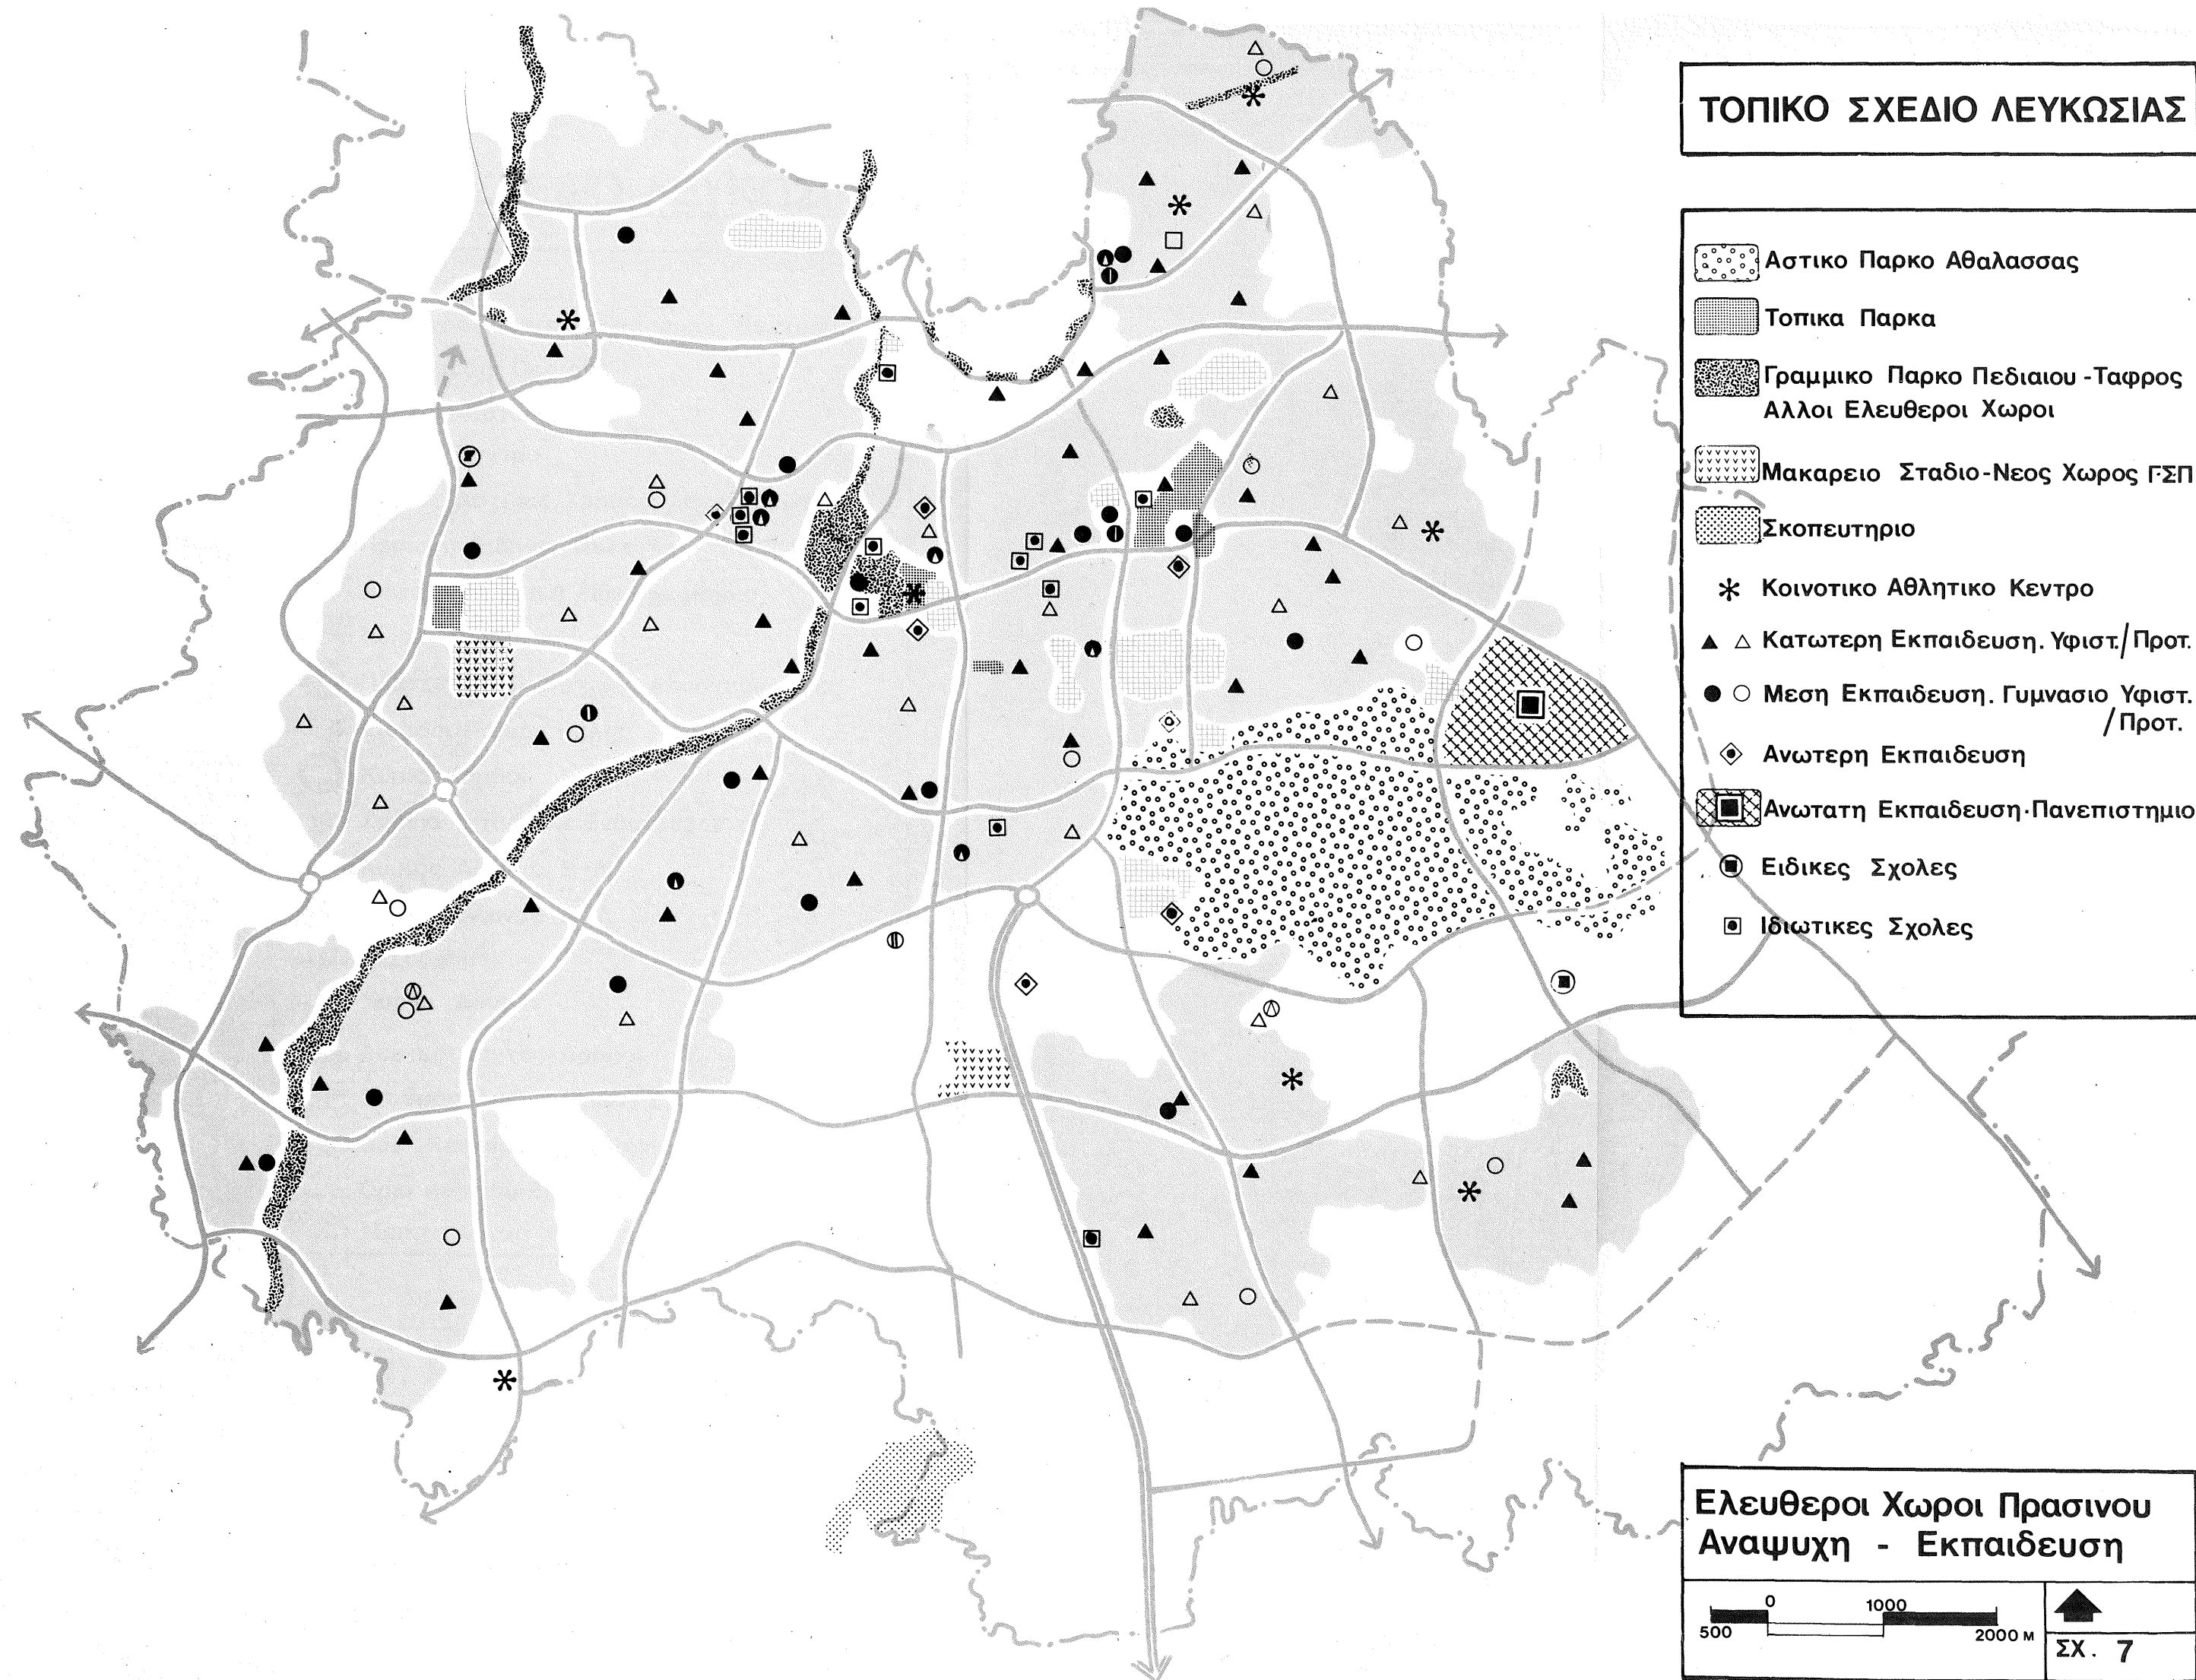 ΤΟΠΙΚΟ ΣΧΕΔΙΟ ΛΕΥΚΩΣΙΑΣ
Αστικο Παρκο Αθαλασσας
Τοπικα Παρκα
Γραμμικο Παρκο Πεδιαιου-Ταφρος
Αλλοι Ελευθεροι Χωροι
Μακαρειο Σταδιο-Νεος Χωρος ΓΣΠ
Σκοπευτηριο
Κοινοτικο Αθλητικο Κεντρο
Κατωτερη Εκπαιδευση. Υφιστ./Προτ.
Μεση Εκπαιδευση. Γυμνασιο Υφιστ.
/Προτ.
Ανωτερη Εκπαιδευση
Ανωτατη Εκπαιδευση·Πανεπιστημιο
Ειδικες Σχολες
Ιδιωτικες Σχολες
Ελευθεροι Χωροι Πρασινου
Αναψυχη - Εκπαιδευση
0 1000
500 2000 Μ
ΣΧ. 7